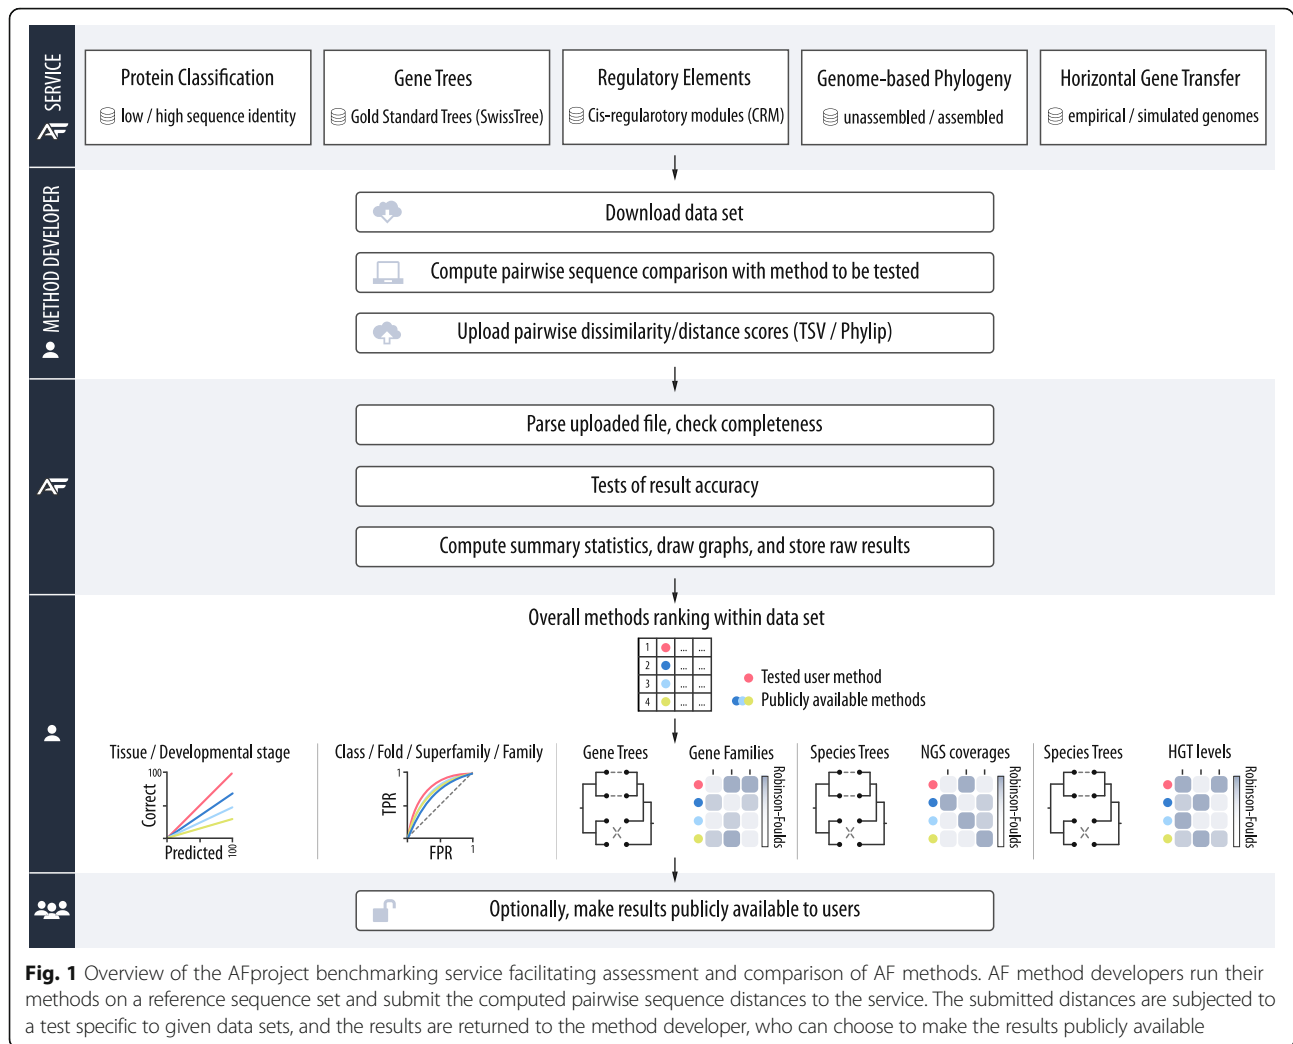 SERVICE
AF
Protein Classification
low / high sequence identity
Gene Trees
Gold Standard Trees (SwissTree)
Regulatory Elements
Cis-regularotory modules (CRM)
Genome-based Phylogeny
unassembled / assembled
Horizontal Gene Transfer
empirical / simulated genomes
METHOD DEVELOPER
Download data set
Compute pairwise sequence comparison with method to be tested
Upload pairwise dissimilarity/distance scores (TSV / Phylip)
AF
Parse uploaded file, check completeness
Tests of result accuracy
Compute summary statistics, draw graphs, and store raw results
Overall methods ranking within data set
1 ... ...
2 ... ...
3 ... ...
4 ... ...
Tested user method
Publicly available methods
Tissue / Developmental stage
100
Correct
Predicted
100
Class / Fold / Superfamily / Family
1
TPR
FPR
1
Gene Trees
Gene Families
Robinson-Foulds
Species Trees
NGS coverages
Robinson-Foulds
Species Trees
HGT levels
Robinson-Foulds
Optionally, make results publicly available to users
Fig. 1 Overview of the AFproject benchmarking service facilitating assessment and comparison of AF methods. AF method developers run their
methods on a reference sequence set and submit the computed pairwise sequence distances to the service. The submitted distances are subjected to
a test specific to given data sets, and the results are returned to the method developer, who can choose to make the results publicly available